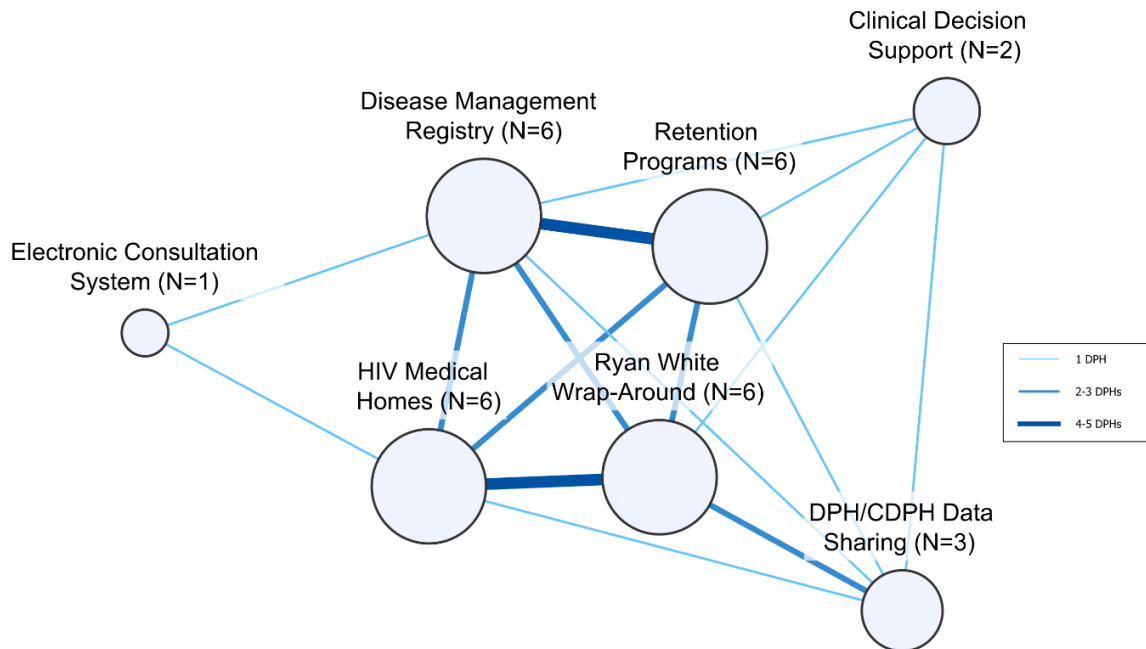 Clinical Decision
Support (N=2)
Disease Management
Registry (N=6)
Retention
Programs (N=6)
Electronic Consultation
System (N=1)
HIV Medical
Homes (N=6)
Ryan White
Wrap-Around (N=6)
1 DPH
2-3 DPHs
4-5 DPHs
DPH/CDPH Data
Sharing (N=3)